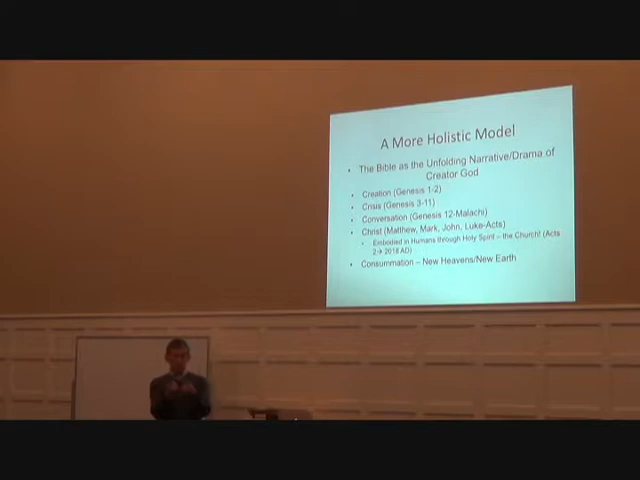 A More Holistic Model
• The Bible as the Unfolding Narrative/Drama of
Creator God
• Creation (Genesis 1-2)
• Crisis (Genesis 3-11)
• Conversation (Genesis 12-Malachi)
• Christ (Matthew, Mark, John, Luke-Acts)
• Embodied in Humans through Holy Spirit – the Church! (Acts
2→ 2018 AD)
• Consummation – New Heavens/New Earth